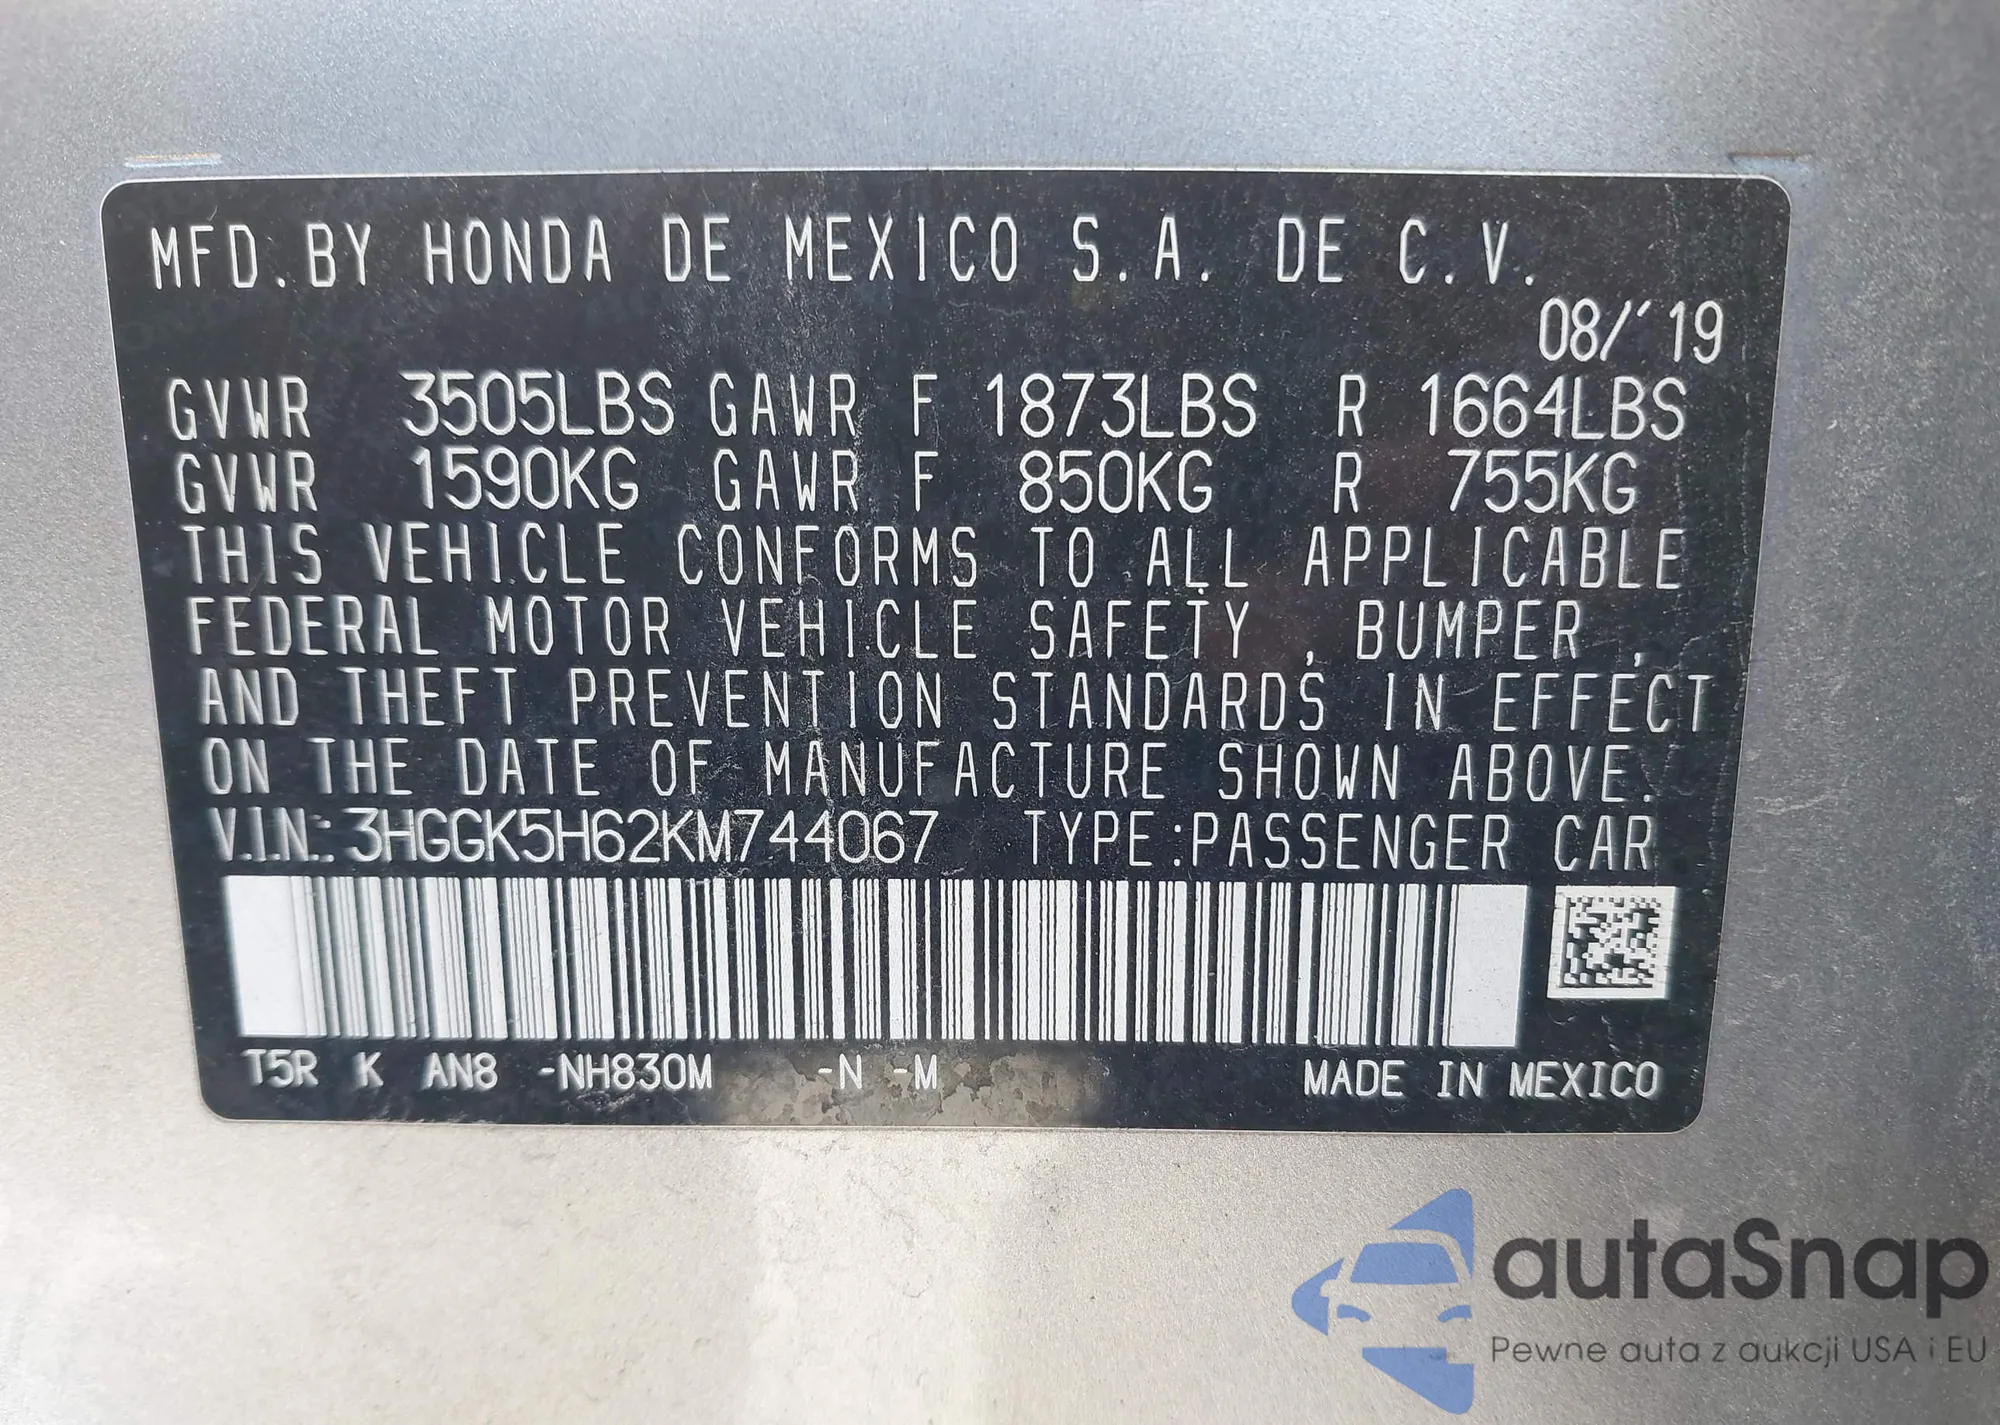 MFD.BY HONDA DE MEXICO S.A. DE C.V.
08/'19
GVWR 3505LBS GAWR F 1873LBS R 1664LBS
GVWR 1590KG GAWR F 850KG R 755KG
THIS VEHICLE CONFORMS TO ALL APPLICABLE
FEDERAL MOTOR VEHICLE SAFETY , BUMPER ,
AND THEFT PREVENTION STANDARDS IN EFFECT
ON THE DATE OF MANUFACTURE SHOWN ABOVE.
V.I.N.: 3HGGK5H62KM744067 TYPE:PASSENGER CAR
T5R K AN8 -NH830M -N -M MADE IN MEXICO
autaSnap
Pewne auta z aukcji USA i EU